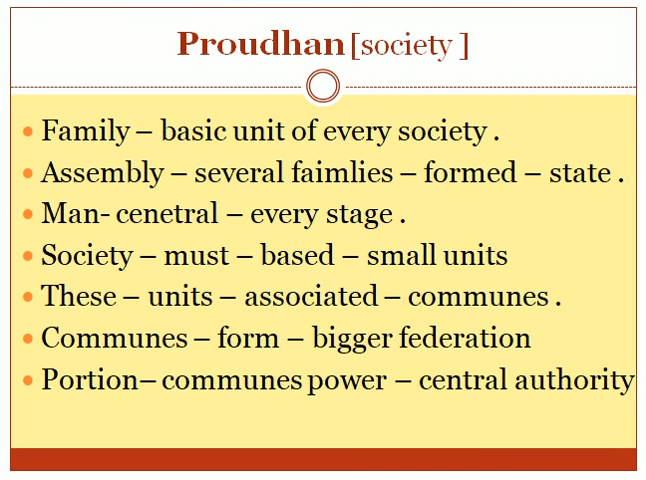 Proudhan [society ]
• Family – basic unit of every society .
• Assembly – several faimlies – formed – state .
• Man- cenetral – every stage .
• Society – must – based – small units
• These – units – associated – communes .
• Communes – form – bigger federation
• Portion– communes power – central authority